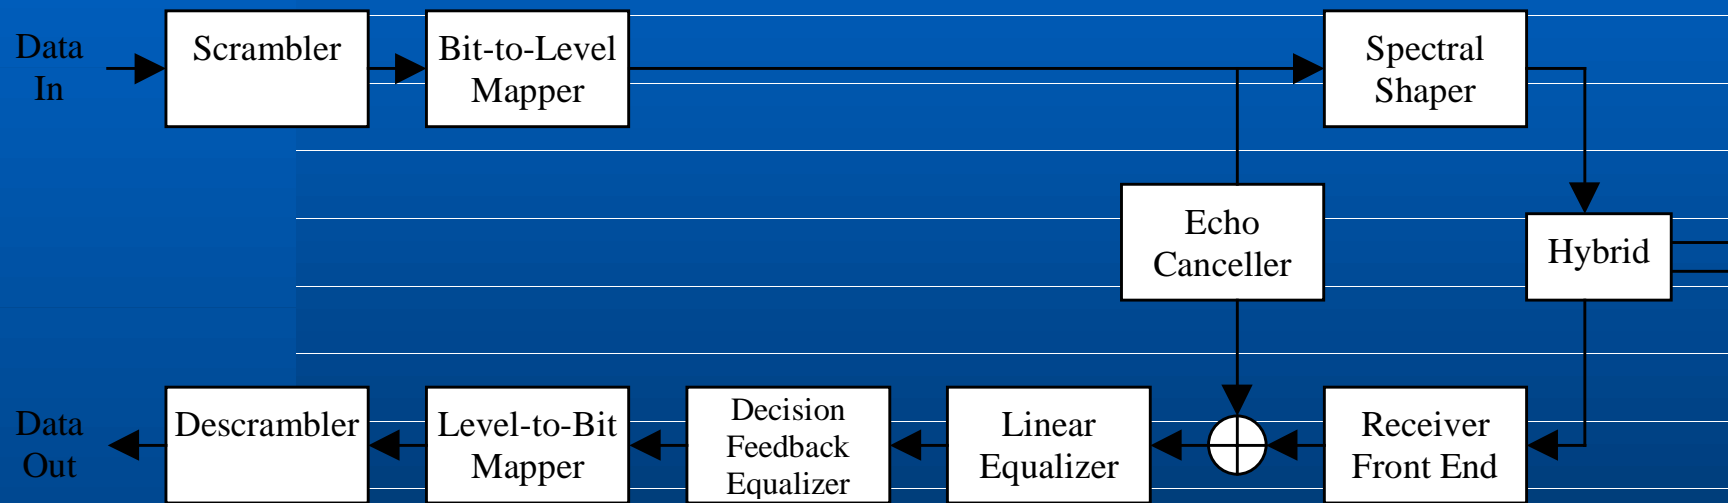 Data
In
Scrambler
Bit-to-Level
Mapper
Spectral
Shaper
Echo
Canceller
Hybrid
Data
Out
Descrambler
Level-to-Bit
Mapper
Decision
Feedback
Equalizer
Linear
Equalizer
Receiver
Front End